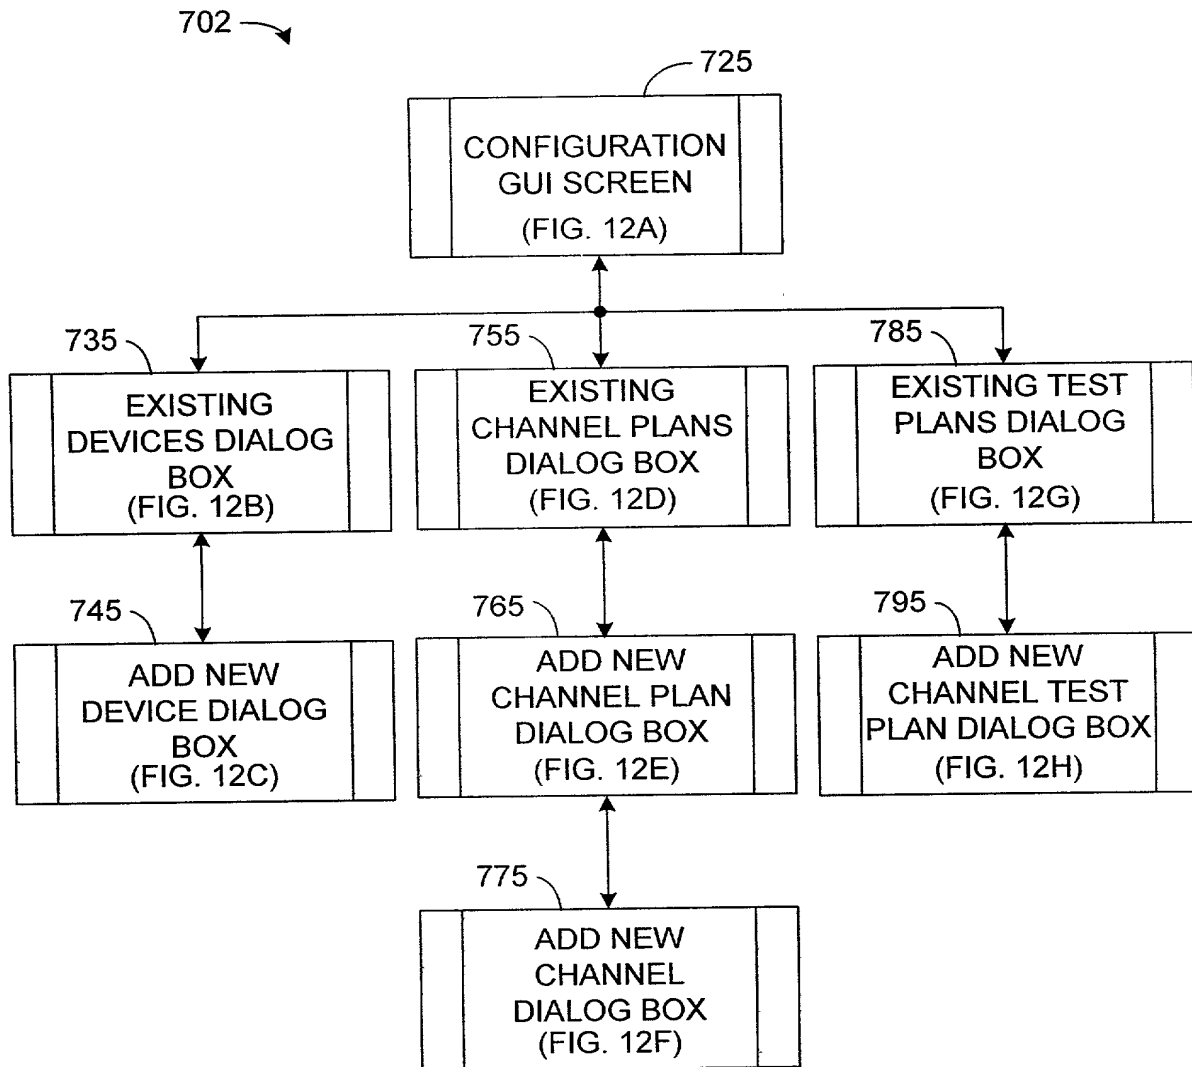 702
725
CONFIGURATION
GUI SCREEN
(FIG. 12A)
735
EXISTING
DEVICES DIALOG
BOX
(FIG. 12B)
755
EXISTING
CHANNEL PLANS
DIALOG BOX
(FIG. 12D)
785
EXISTING TEST
PLANS DIALOG
BOX
(FIG. 12G)
745
ADD NEW
DEVICE DIALOG
BOX
(FIG. 12C)
765
ADD NEW
CHANNEL PLAN
DIALOG BOX
(FIG. 12E)
795
ADD NEW
CHANNEL TEST
PLAN DIALOG BOX
(FIG. 12H)
775
ADD NEW
CHANNEL
DIALOG BOX
(FIG. 12F)